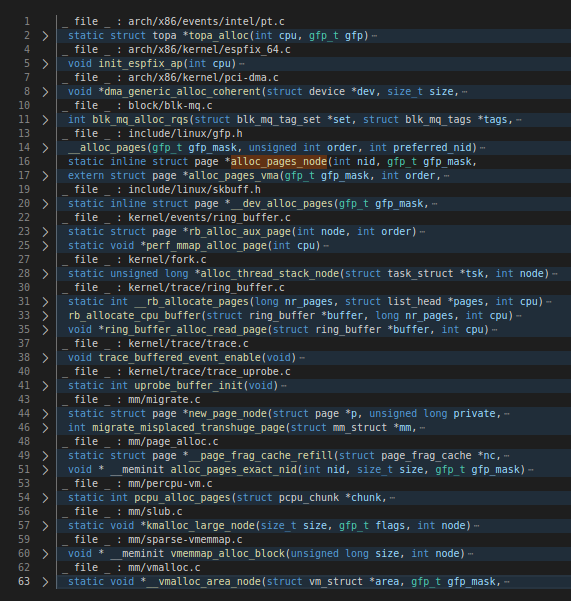 1 _ file _ : arch/x86/events/intel/pt.c
2 static struct topa *topa_alloc(int cpu, gfp_t gfp)⋯
4 _ file _ : arch/x86/kernel/espfix_64.c
5 void init_espfix_ap(int cpu)⋯
7 _ file _ : arch/x86/kernel/pci-dma.c
8 void *dma_generic_alloc_coherent(struct device *dev, size_t size,⋯
10 _ file _ : block/blk-mq.c
11 int blk_mq_alloc_rqs(struct blk_mq_tag_set *set, struct blk_mq_tags *tags,⋯
13 _ file _ : include/linux/gfp.h
14 __alloc_pages(gfp_t gfp_mask, unsigned int order, int preferred_nid)⋯
16 static inline struct page *alloc_pages_node(int nid, gfp_t gfp_mask,
17 extern struct page *alloc_pages_vma(gfp_t gfp_mask, int order,⋯
19 _ file _ : include/linux/skbuff.h
20 static inline struct page *__dev_alloc_pages(gfp_t gfp_mask,⋯
22 _ file _ : kernel/events/ring_buffer.c
23 static struct page *rb_alloc_aux_page(int node, int order)⋯
25 static void *perf_mmap_alloc_page(int cpu)⋯
27 _ file _ : kernel/fork.c
28 static unsigned long *alloc_thread_stack_node(struct task_struct *tsk, int node)⋯
30 _ file _ : kernel/trace/ring_buffer.c
31 static int __rb_allocate_pages(long nr_pages, struct list_head *pages, int cpu)⋯
33 rb_allocate_cpu_buffer(struct ring_buffer *buffer, long nr_pages, int cpu)⋯
35 void *ring_buffer_alloc_read_page(struct ring_buffer *buffer, int cpu)⋯
37 _ file _ : kernel/trace/trace.c
38 void trace_buffered_event_enable(void)⋯
40 _ file _ : kernel/trace/trace_uprobe.c
41 static int uprobe_buffer_init(void)⋯
43 _ file _ : mm/migrate.c
44 static struct page *new_page_node(struct page *p, unsigned long private,⋯
46 int migrate_misplaced_transhuge_page(struct mm_struct *mm,⋯
48 _ file _ : mm/page_alloc.c
49 static struct page *__page_frag_cache_refill(struct page_frag_cache *nc,⋯
51 void * __meminit alloc_pages_exact_nid(int nid, size_t size, gfp_t gfp_mask)⋯
53 _ file _ : mm/percpu-vm.c
54 static int pcpu_alloc_pages(struct pcpu_chunk *chunk,⋯
56 _ file _ : mm/slub.c
57 static void *kmalloc_large_node(size_t size, gfp_t flags, int node)⋯
59 _ file _ : mm/sparse-vmemmap.c
60 void * __meminit vmemmap_alloc_block(unsigned long size, int node)⋯
62 _ file _ : mm/vmalloc.c
63 static void *__vmalloc_area_node(struct vm_struct *area, gfp_t gfp_mask,⋯